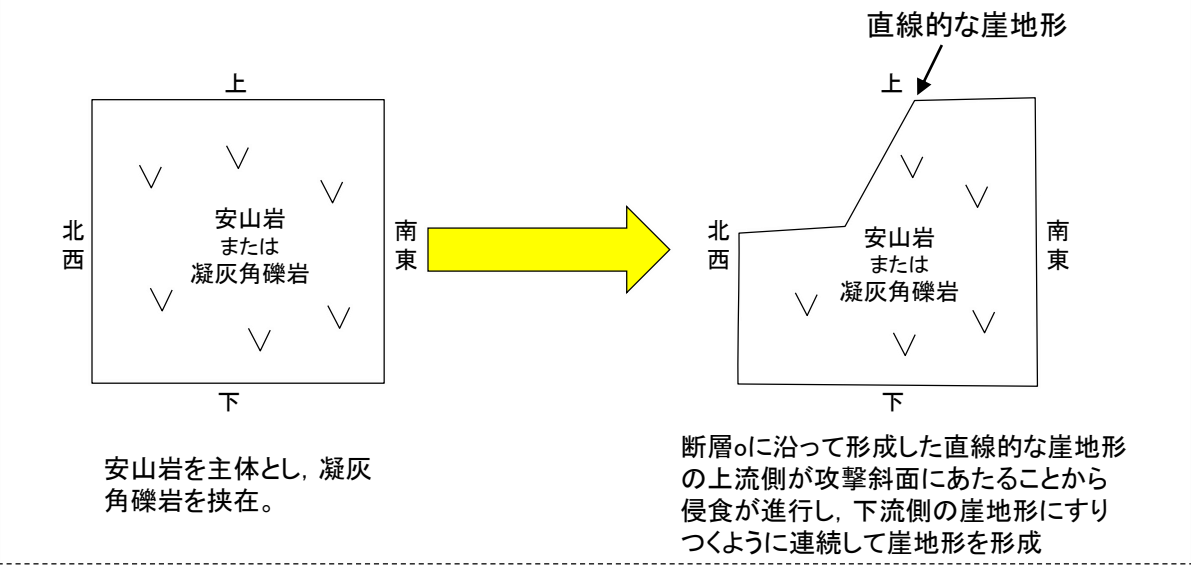 直線的な崖地形
上
上
安山岩
または
凝灰角礫岩
北
西
南
東
北
西
安山岩
または
凝灰角礫岩
南
東
下
下
安山岩を主体とし，凝灰
角礫岩を挟在。
断層oに沿って形成した直線的な崖地形
の上流側が攻撃斜面にあたることから
侵食が進行し，下流側の崖地形にすり
つくように連続して崖地形を形成